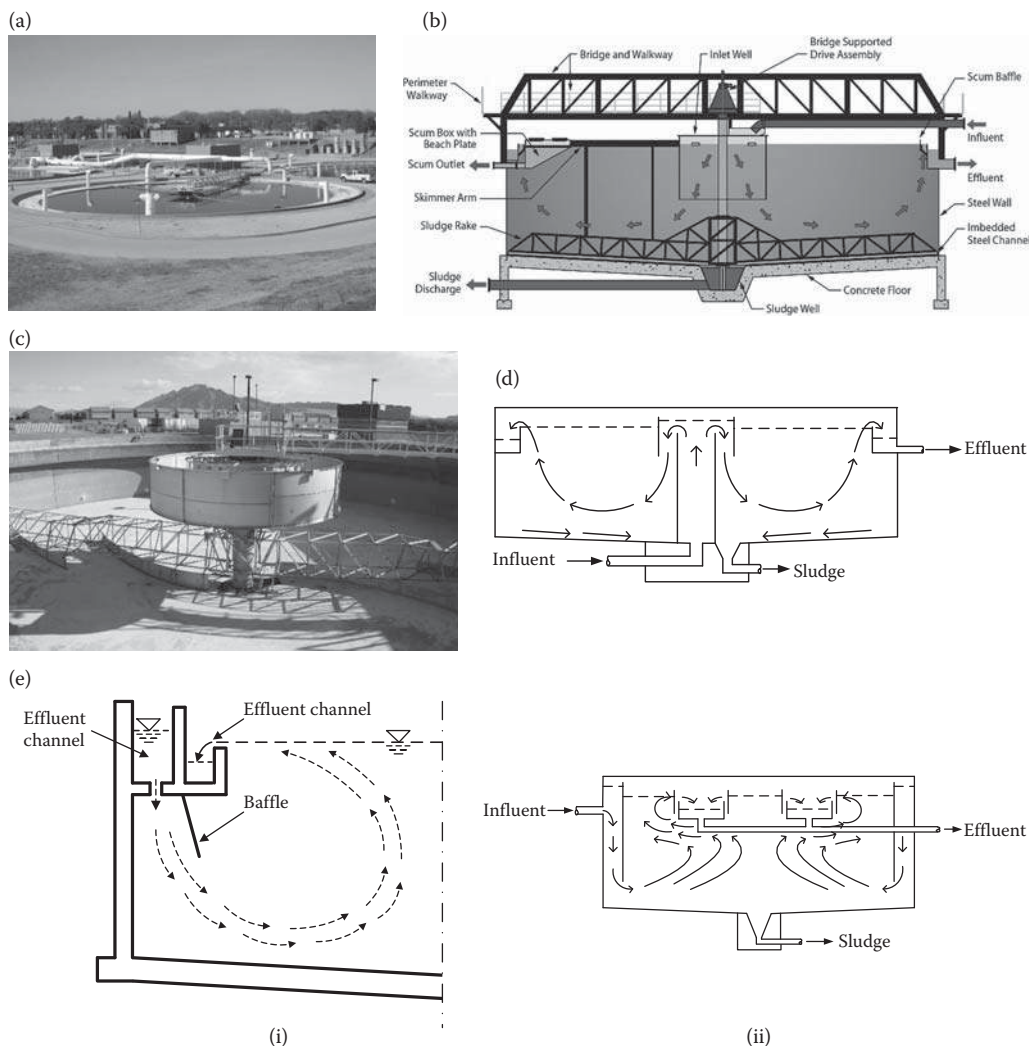 (a)
(b)
Bridge and Walkway
Inlet Well
Bridge Supported
Drive Assembly
Scum Baffle
Perimeter
Walkway
Scum Box with
Beach Plate
Influent
Scum Outlet
Effluent
Skimmer Arm
Steel Wall
Sludge Rake
Imbedded
Steel Channel
Sludge
Discharge
Concrete Floor
Sludge Well
(c)
(d)
Effluent
Influent
Sludge
(e)
Effluent
channel
Effluent channel
Baffle
(i)
Influent
Effluent
Sludge
(ii)